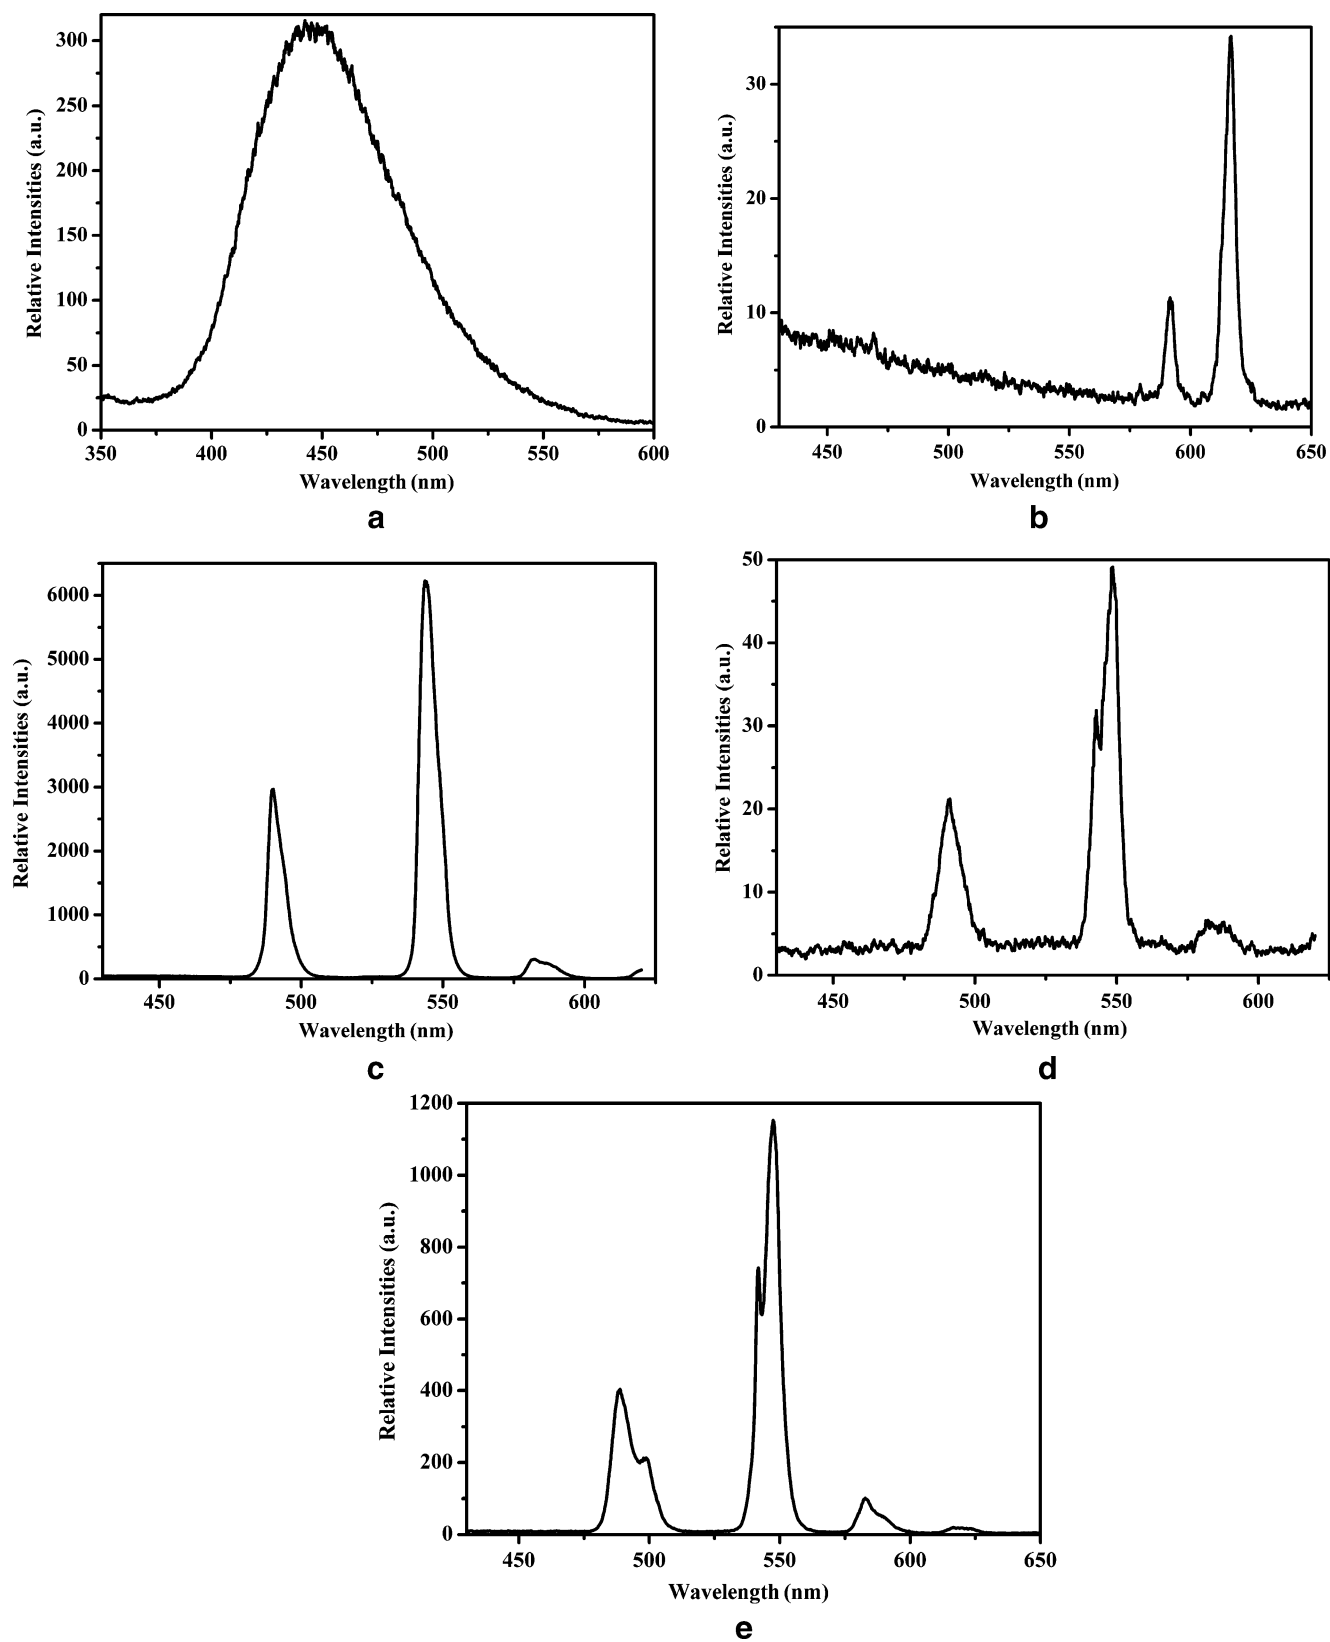 300
250
200
150
100
50
0
350 400 450 500 550 600
Relative Intensities (a.u.)
Wavelength (nm)
a
30
20
10
0
450 500 550 600 650
Relative Intensities (a.u.)
Wavelength (nm)
b
6000
5000
4000
3000
2000
1000
0
450 500 550 600
Relative Intensities (a.u.)
Wavelength (nm)
c
50
40
30
20
10
0
450 500 550 600
Relative Intensities (a.u.)
Wavelength (nm)
d
1200
1000
800
600
400
200
0
450 500 550 600 650
Relative Intensities (a.u.)
Wavelength (nm)
e